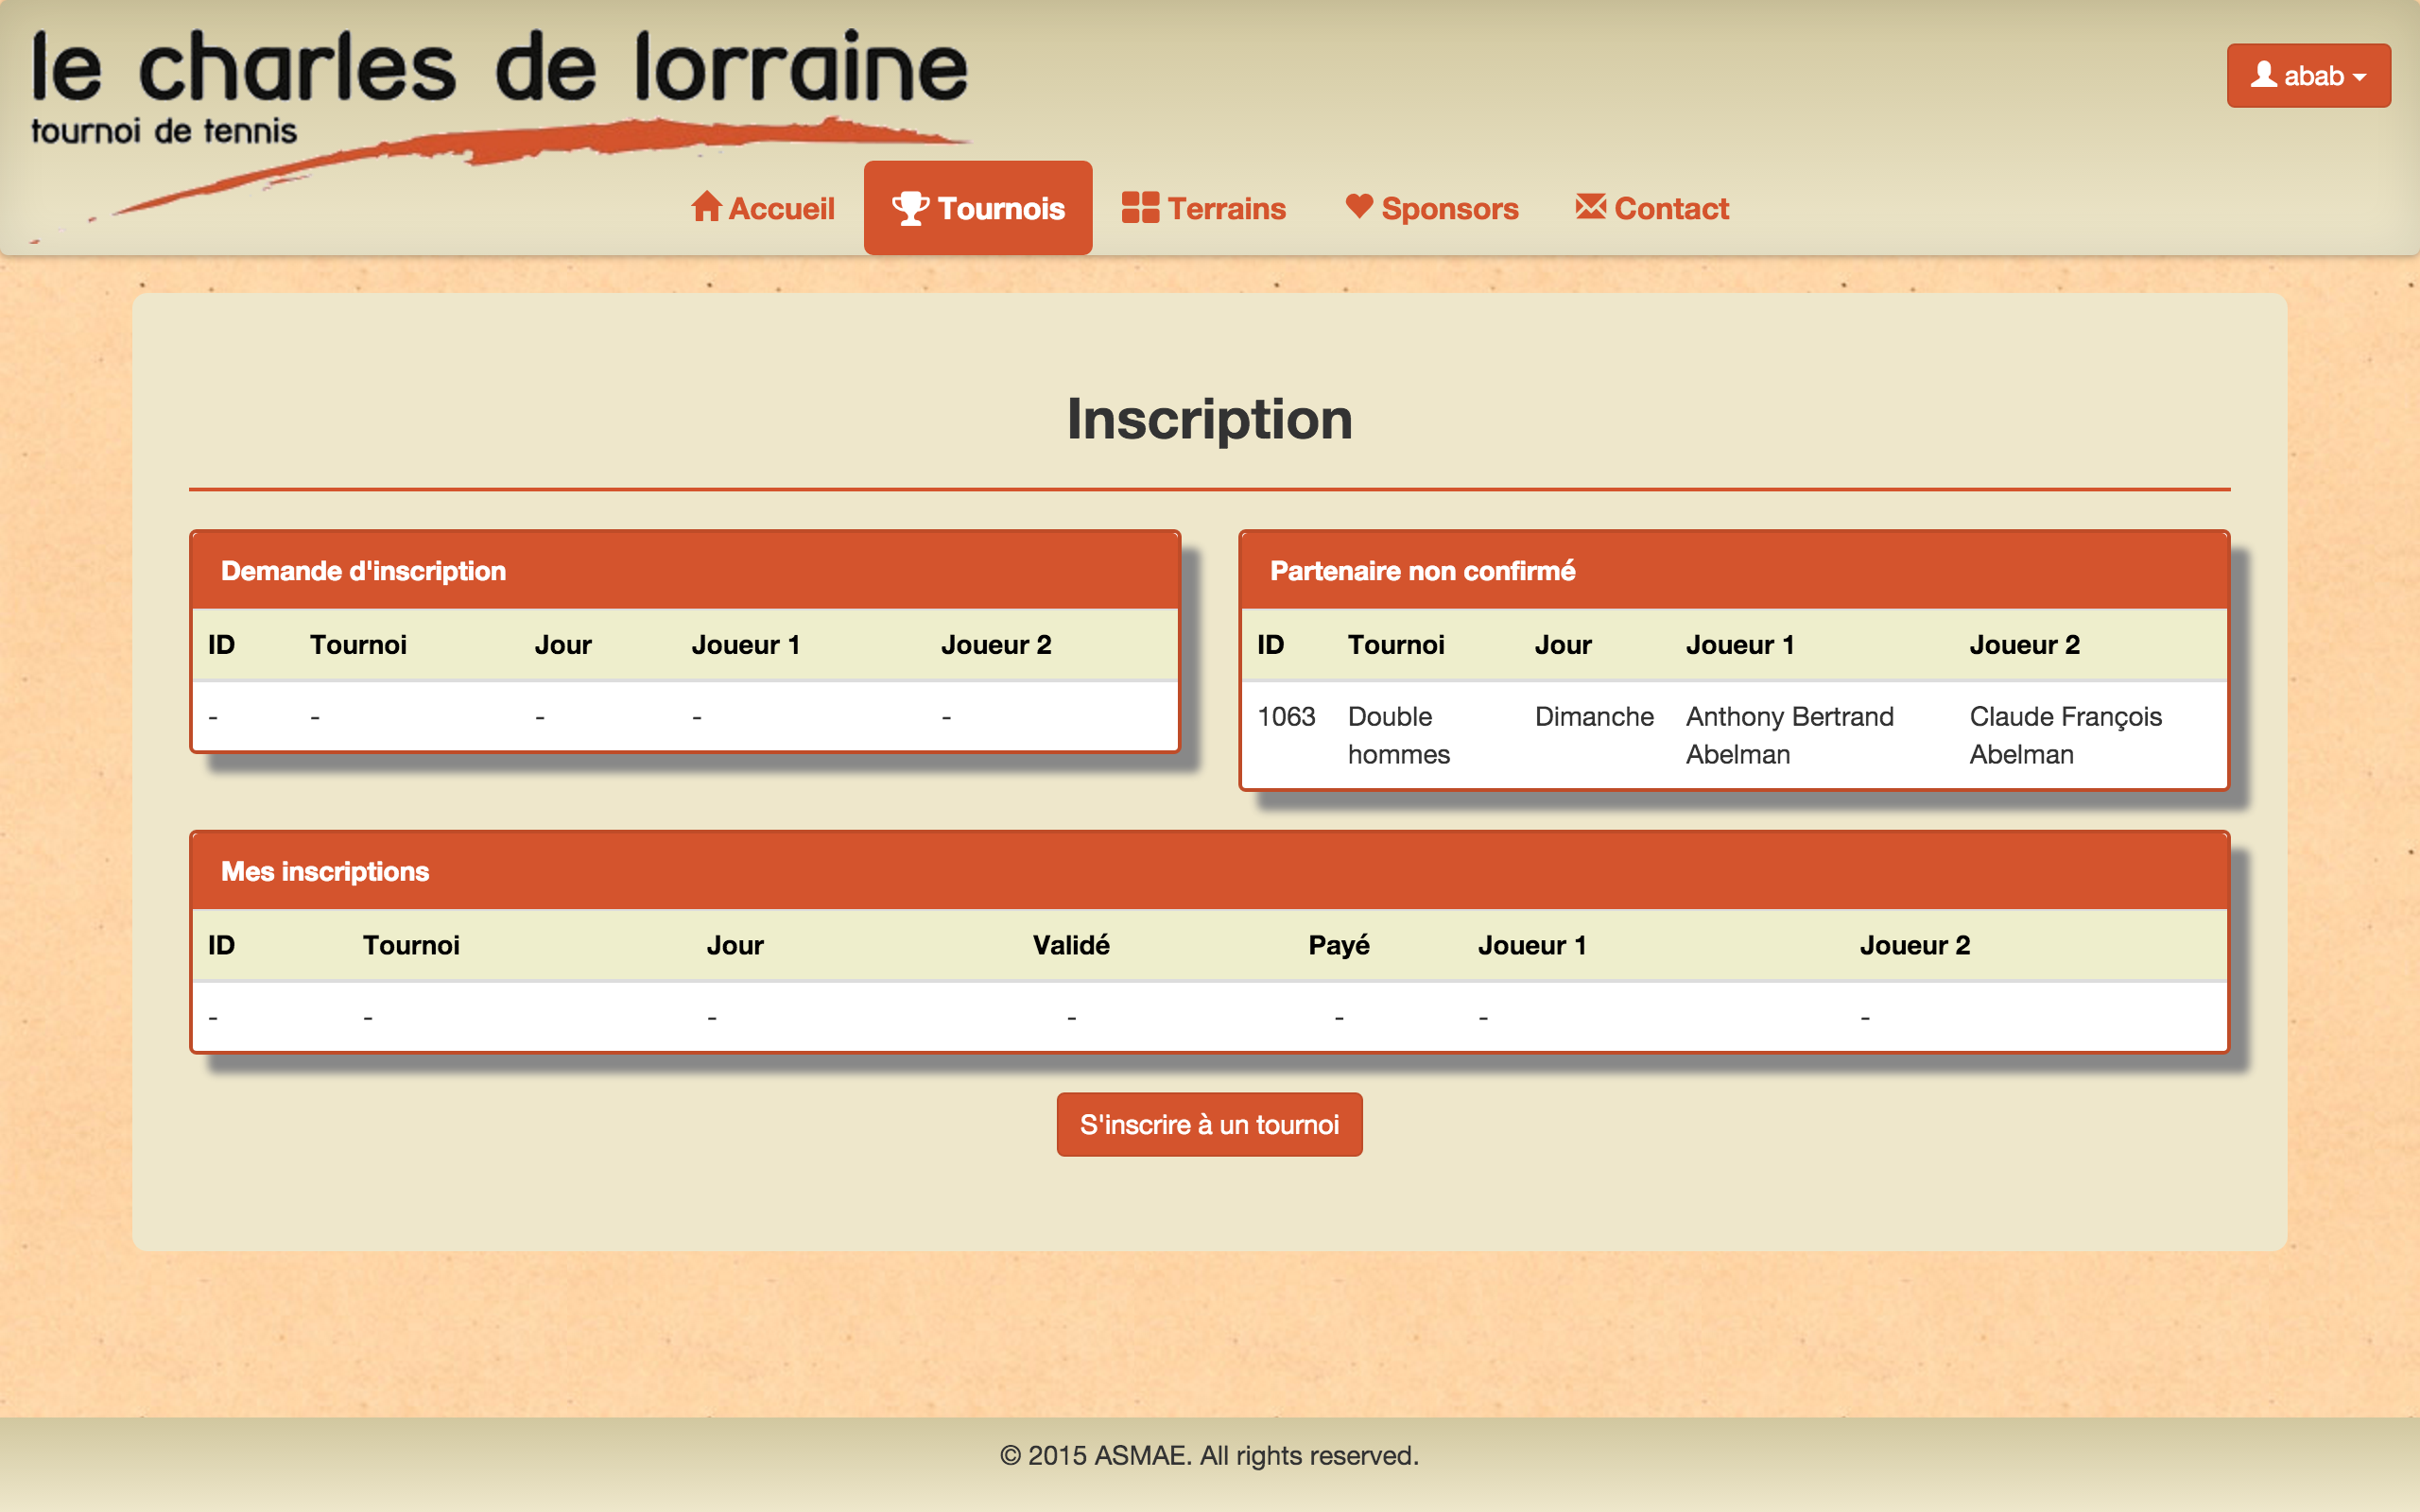 le charles de lorraine
tournoi de tennis
abab
Accueil Tournois Terrains Sponsors Contact
Inscription
Demande d'inscription
ID Tournoi Jour Joueur 1 Joueur 2
- - - - -
Partenaire non confirmé
ID Tournoi Jour Joueur 1 Joueur 2
1063 Double hommes Dimanche Anthony Bertrand Abelman Claude François Abelman
Mes inscriptions
ID Tournoi Jour Validé Payé Joueur 1 Joueur 2
- - - - - - -
S'inscrire à un tournoi
© 2015 ASMAE. All rights reserved.